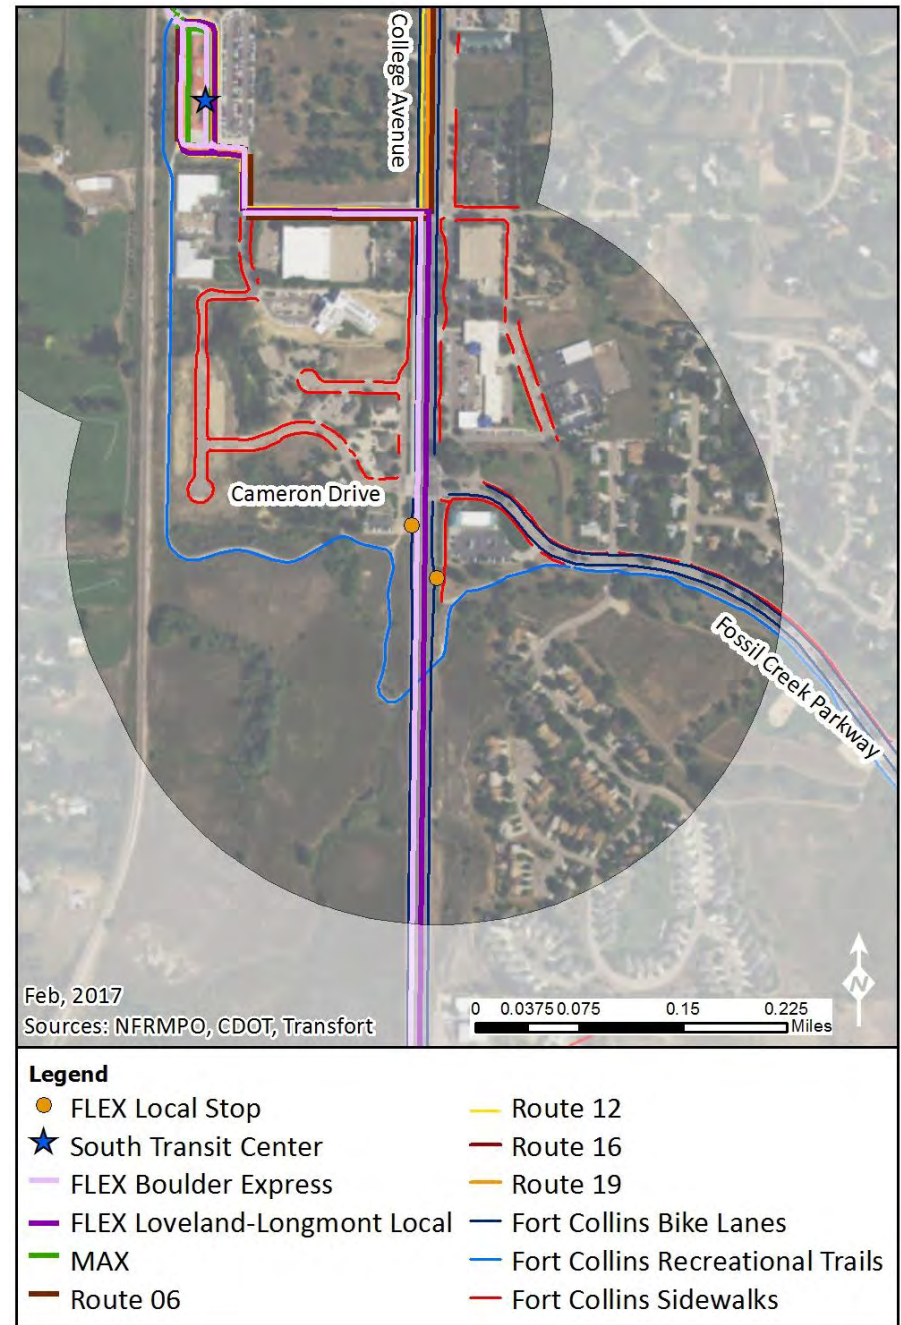 College Avenue
Cameron Drive
Fossil Creek Parkway
Feb, 2017
Sources: NFRMPO, CDOT, Transfort
0 0.0375 0.075 0.15 0.225
Miles
N
Legend
FLEX Local Stop
South Transit Center
FLEX Boulder Express
FLEX Loveland-Longmont Local
MAX
Route 06
Route 12
Route 16
Route 19
Fort Collins Bike Lanes
Fort Collins Recreational Trails
Fort Collins Sidewalks